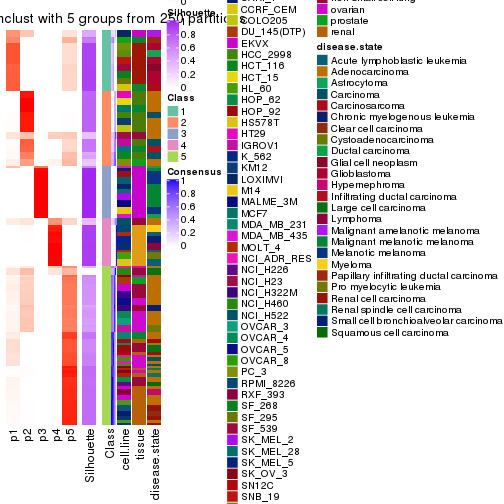 nclust with 5 groups from 250 partitions
Silhouette
1
0.8
0.6
0.4
0.2
0
Class
1
2
3
4
5
Consensus
1
0.8
0.6
0.4
0.2
0
p1
p2
p3
p4
p5
Silhouette
Class
cell.line
tissue
disease.state
CCRF_CEM
COLO205
DU_145(DTP)
EKVX
HCC_2998
HCT_116
HCT_15
HL_60
HOP_62
HOP_92
HS578T
HT29
IGROV1
K_562
KM12
LOXIMVI
M14
MALME_3M
MCF7
MDA_MB_231
MDA_MB_435
MOLT_4
NCI_ADR_RES
NCI_H226
NCI_H23
NCI_H322M
NCI_H460
NCI_H522
OVCAR_3
OVCAR_4
OVCAR_5
OVCAR_8
PC_3
RPMI_8226
RXF_393
SF_268
SF_295
SF_539
SK_MEL_2
SK_MEL_28
SK_MEL_5
SK_OV_3
SN12C
SNB_19
ovarian
prostate
renal
disease.state
Acute lymphoblastic leukemia
Adenocarcinoma
Astrocytoma
Carcinoma
Carcinosarcoma
Chronic myelogenous leukemia
Clear cell carcinoma
Cystoadenocarcinoma
Ductal carcinoma
Glial cell neoplasm
Glioblastoma
Hypernephroma
Infiltrating ductal carcinoma
Large cell carcinoma
Lymphoma
Malignant amelanotic melanoma
Malignant melanotic melanoma
Melanotic melanoma
Myeloma
Papillary infiltrating ductal carcinoma
Pro myelocytic leukemia
Renal cell carcinoma
Renal spindle cell carcinoma
Small cell bronchioalveolar carcinoma
Squamous cell carcinoma